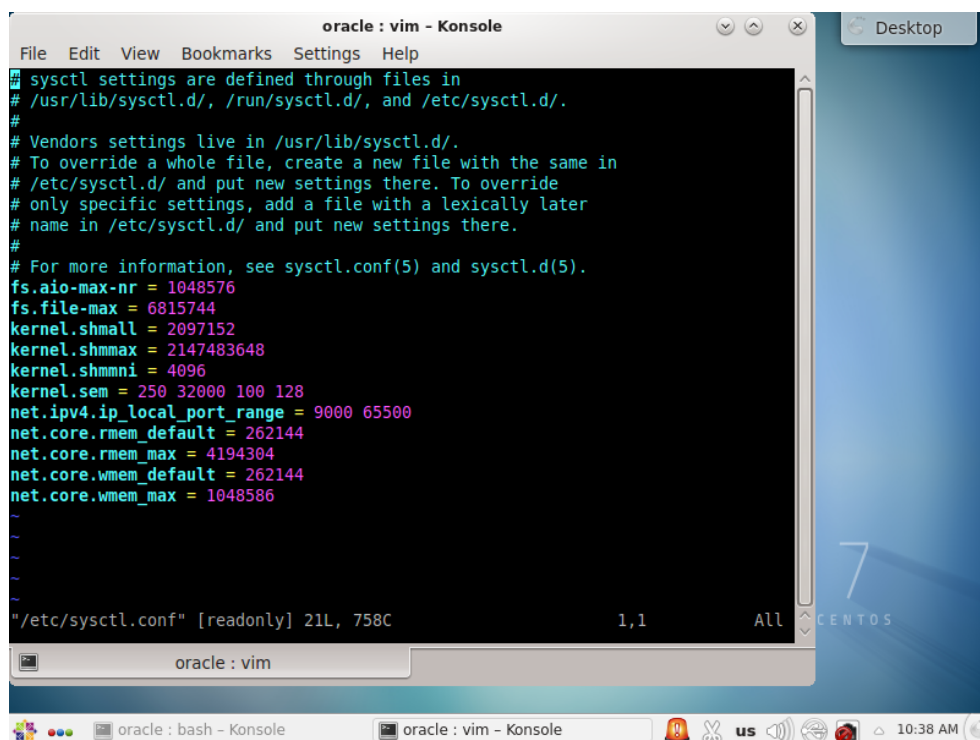 oracle : vim – Konsole
Desktop
File Edit View Bookmarks Settings Help
# sysctl settings are defined through files in
# /usr/lib/sysctl.d/, /run/sysctl.d/, and /etc/sysctl.d/.
#
# Vendors settings live in /usr/lib/sysctl.d/.
# To override a whole file, create a new file with the same in
# /etc/sysctl.d/ and put new settings there. To override
# only specific settings, add a file with a lexically later
# name in /etc/sysctl.d/ and put new settings there.
#
# For more information, see sysctl.conf(5) and sysctl.d(5).
fs.aio-max-nr = 1048576
fs.file-max = 6815744
kernel.shmall = 2097152
kernel.shmmax = 2147483648
kernel.shmmni = 4096
kernel.sem = 250 32000 100 128
net.ipv4.ip_local_port_range = 9000 65500
net.core.rmem_default = 262144
net.core.rmem_max = 4194304
net.core.wmem_default = 262144
net.core.wmem_max = 1048586
~
~
~
~
~
"/etc/sysctl.conf" [readonly] 21L, 758C 1,1 All
7
CENTOS
oracle : vim
oracle : bash – Konsole
oracle : vim – Konsole
us
10:38 AM